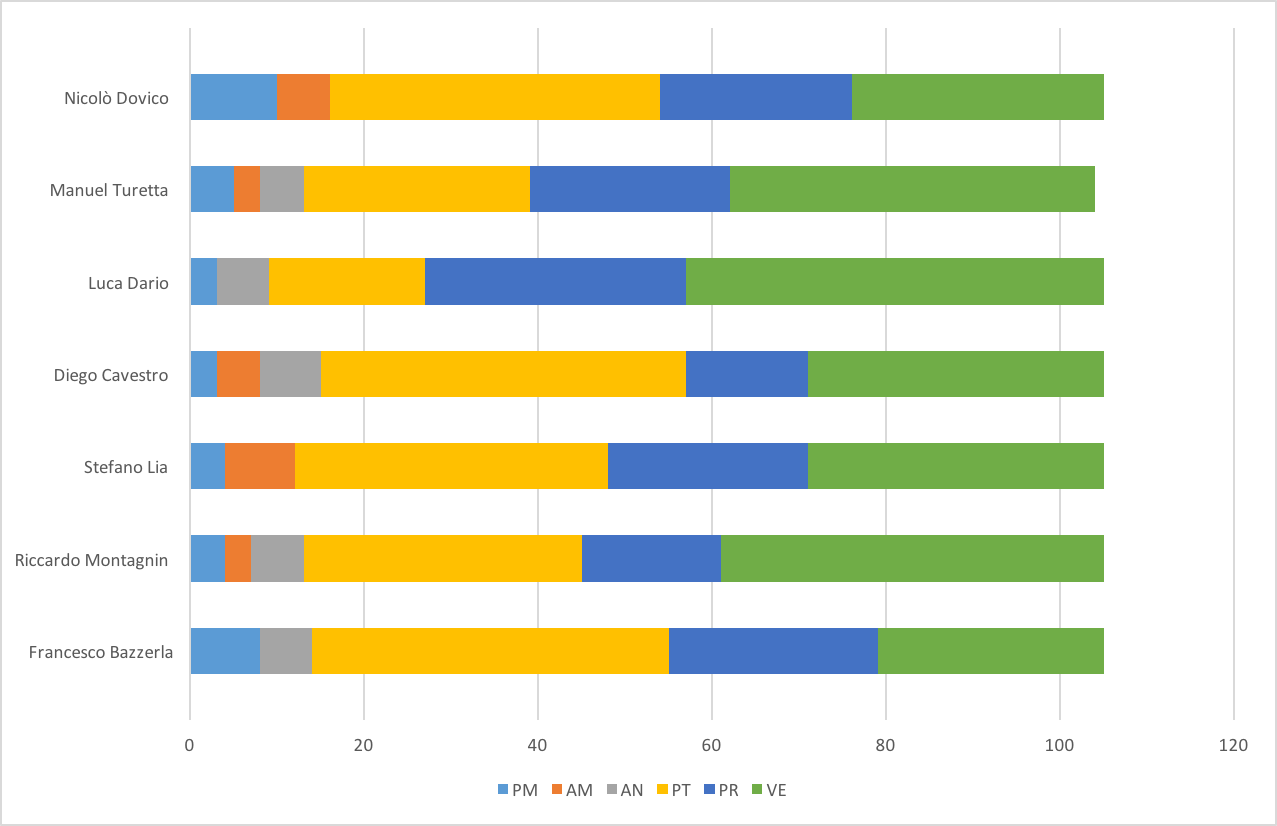 Nicolò Dovico
Manuel Turetta
Luca Dario
Diego Cavestro
Stefano Lia
Riccardo Montagnin
Francesco Bazzerla
0 20 40 60 80 100 120
PM AM AN PT PR VE